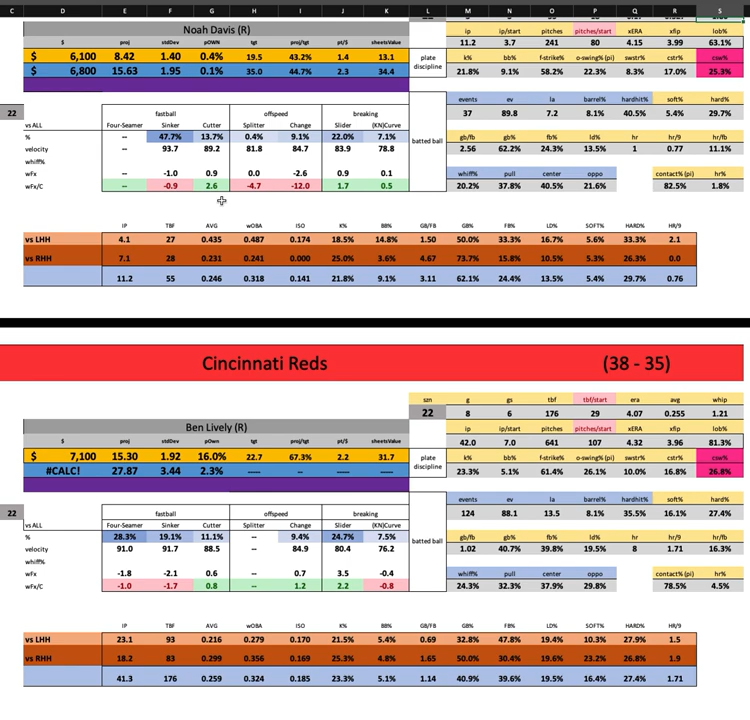 C D E F G H I J K L M N O P Q R S
Noah Davis (R) ip ip/start pitches pitches/start xERA xfip lob%
$ proj stdDev pOWN tgt proj/tgt pt/$ sheetsValue 11.2 3.7 241 80 4.15 3.99 63.1%
$ 6,100 8.42 1.40 0.4% 19.5 43.2% 1.4 13.1 plate discipline k% bb% f-strike% o-swing% (pi) swstr% cstr% csw%
$ 6,800 15.63 1.95 0.1% 35.0 44.7% 2.3 34.4 21.8% 9.1% 58.2% 22.3% 8.3% 17.0% 25.3%
events ev la barrel% hardhit% soft% hard%
22 fastball offspeed breaking 37 89.8 7.2 8.1% 40.5% 5.4% 29.7%
vs ALL Four-Seamer Sinker Cutter Splitter Change Slider (KN)Curve
% -- 47.7% 13.7% 0.4% 9.1% 22.0% 7.1% batted ball gb/fb gb% fb% ld% hr hr/9 hr/fb
velocity -- 93.7 89.2 81.8 84.7 83.9 78.8 2.56 62.2% 24.3% 13.5% 1 0.77 11.1%
whiff%
wFx -- -1.0 0.9 0.0 -2.6 0.9 0.1 whiff% pull center oppo contact% (pi) hr%
wFx/C -- -0.9 2.6 -4.7 -12.0 1.7 0.5 20.2% 37.8% 40.5% 21.6% 82.5% 1.8%
IP TBF AVG wOBA ISO K% BB% GB/FB GB% FB% LD% SOFT% HARD% HR/9
vs LHH 4.1 27 0.435 0.487 0.174 18.5% 14.8% 1.50 50.0% 33.3% 16.7% 5.6% 33.3% 2.1
vs RHH 7.1 28 0.231 0.241 0.000 25.0% 3.6% 4.67 73.7% 15.8% 10.5% 5.3% 26.3% 0.0
11.2 55 0.246 0.318 0.141 21.8% 9.1% 3.11 62.1% 24.4% 13.5% 5.4% 29.7% 0.76
Cincinnati Reds (38 - 35)
szn g gs tbf tbf/start era avg whip
22 8 6 176 29 4.07 0.255 1.21
Ben Lively (R) ip ip/start pitches pitches/start xERA xfip lob%
$ proj stdDev pOwn tgt proj/tgt pt/$ sheetsValue 42.0 7.0 641 107 4.32 3.96 81.3%
$ 7,100 15.30 1.92 16.0% 22.7 67.3% 2.2 31.7 plate discipline k% bb% f-strike% o-swing% (pi) swstr% cstr% csw%
#CALC! 27.87 3.44 2.3% ---- -- ---- ---- 23.3% 5.1% 61.4% 26.1% 10.0% 16.8% 26.8%
events ev la barrel% hardhit% soft% hard%
22 fastball offspeed breaking 124 88.1 13.5 8.1% 35.5% 16.1% 27.4%
vs ALL Four-Seamer Sinker Cutter Splitter Change Slider (KN)Curve
% 28.3% 19.1% 11.1% -- 9.4% 24.7% 7.5% batted ball gb/fb gb% fb% ld% hr hr/9 hr/fb
velocity 91.0 91.7 88.5 -- 84.9 80.4 76.2 1.02 40.7% 39.8% 19.5% 8 1.71 16.3%
whiff%
wFx -1.8 -2.1 0.6 -- 0.7 3.5 -0.4 whiff% pull center oppo contact% (pi) hr%
wFx/C -1.0 -1.7 0.8 -- 1.2 2.2 -0.8 24.3% 32.3% 37.9% 29.8% 78.5% 4.5%
IP TBF AVG wOBA ISO K% BB% GB/FB GB% FB% LD% SOFT% HARD% HR/9
vs LHH 23.1 93 0.216 0.279 0.170 21.5% 5.4% 0.69 32.8% 47.8% 19.4% 10.3% 27.9% 1.5
vs RHH 18.2 83 0.299 0.356 0.169 25.3% 4.8% 1.65 50.0% 30.4% 19.6% 23.2% 26.8% 1.9
41.3 176 0.259 0.324 0.185 23.3% 5.1% 1.14 40.9% 39.6% 19.5% 16.4% 27.4% 1.71